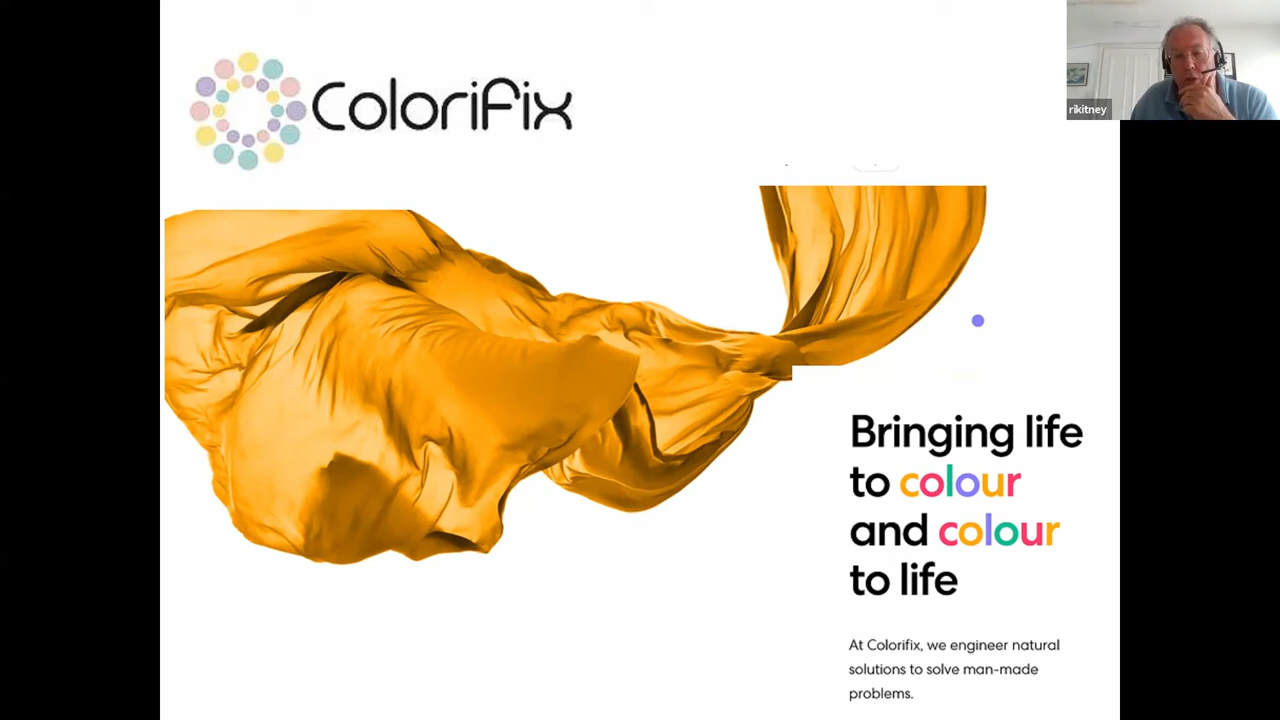 Colorifix
rikitney
Bringing life
to colour
and colour
to life
At Colorifix, we engineer natural
solutions to solve man-made
problems.